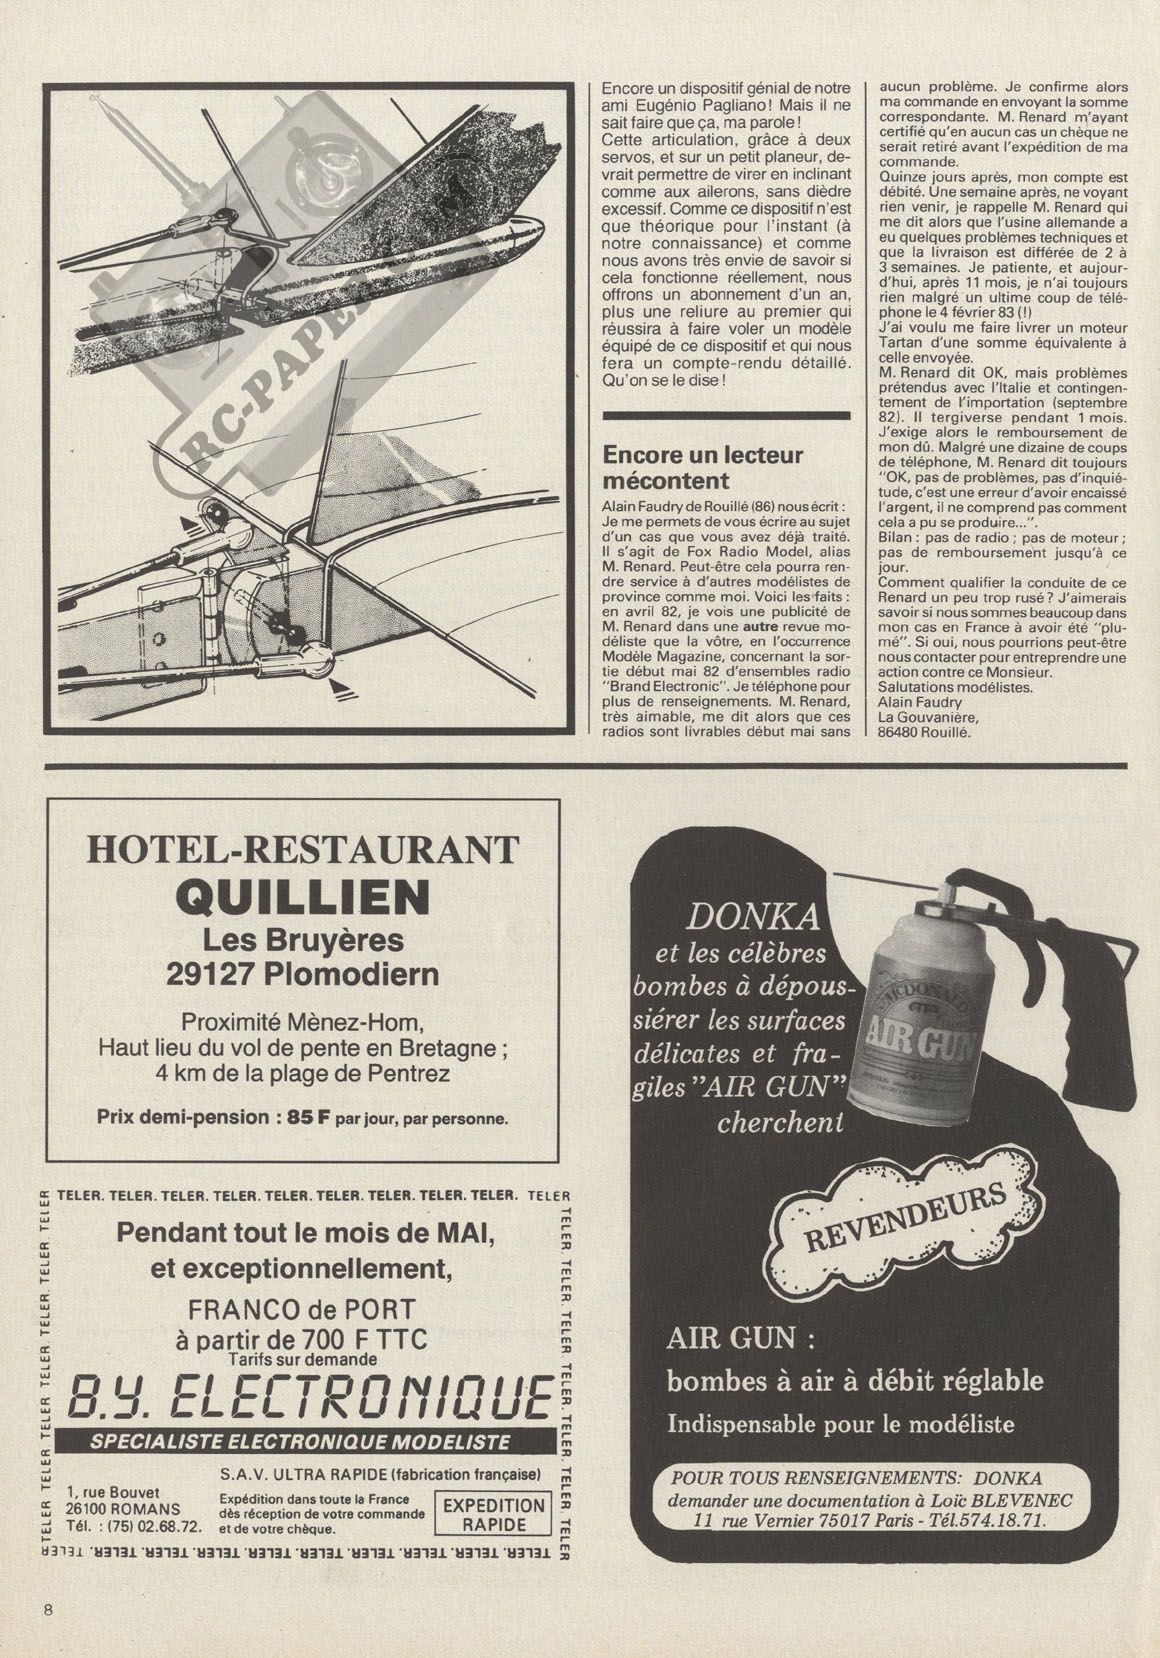 Encore un dispositif génial de notre
ami Eugénio Pagliano! Mais il ne
sait faire que ça, ma parole!
Cette articulation, grâce à deux
servos, et sur un petit planeur, de-
vrait permettre de virer en inclinant
comme aux ailerons, sans dièdre
excessif. Comme ce dispositif n'est
que théorique pour l'instant (à
notre connaissance) et comme
nous avons très envie de savoir si
cela fonctionne réellement, nous
offrons un abonnement d'un an,
plus une reliure au premier qui
réussira à faire voler un modèle
équipé de ce dispositif et qui nous
fera un compte-rendu détaillé.
Qu'on se le dise!
Encore un lecteur
mécontent
Alain Faudry de Rouillé (86) nous écrit :
Je me permets de vous écrire au sujet
d'un cas que vous avez déjà traité.
Il s'agit de Fox Radio Model, alias
M. Renard. Peut-être cela pourra ren-
dre service à d'autres modélistes de
province comme moi. Voici les faits :
en avril 82, je vois une publicité de
M. Renard dans une autre revue mo-
déliste que la vôtre, en l'occurrence
Modèle Magazine, concernant la sor-
tie début mai 82 d'ensembles radio
"Brand Electronic". Je téléphone pour
plus de renseignements. M. Renard,
très aimable, me dit alors que ces
radios sont livrables début mai sans
aucun problème. Je confirme alors
ma commande en envoyant la somme
correspondante. M. Renard m'ayant
certifié qu'en aucun cas un chèque ne
serait retiré avant l'expédition de ma
commande.
Quinze jours après, mon compte est
débité. Une semaine après, ne voyant
rien venir, je rappelle M. Renard qui
me dit alors que l'usine allemande a
eu quelques problèmes techniques et
que la livraison est différée de 2 à
3 semaines. Je patiente, et aujour-
d'hui, après 11 mois, je n'ai toujours
rien malgré un ultime coup de télé-
phone le 4 février 83 (!)
J'ai voulu me faire livrer un moteur
Tartan d'une somme équivalente à
celle envoyée.
M. Renard dit OK, mais problèmes
prétendus avec l'Italie et contingen-
tement de l'importation (septembre
82). Il tergiverse pendant 1 mois.
J'exige alors le remboursement de
mon dû. Malgré une dizaine de coups
de téléphone, M. Renard dit toujours
"OK, pas de problèmes, pas d'inquié-
tude, c'est une erreur d'avoir encaissé
l'argent, il ne comprend pas comment
cela a pu se produire...".
Bilan : pas de radio ; pas de moteur ;
pas de remboursement jusqu'à ce
jour.
Comment qualifier la conduite de ce
Renard un peu trop rusé? J'aimerais
savoir si nous sommes beaucoup dans
mon cas en France à avoir été "plu-
mé". Si oui, nous pourrions peut-être
nous contacter pour entreprendre une
action contre ce Monsieur.
Salutations modélistes.
Alain Faudry
La Gouvanière,
86480 Rouillé.
HOTEL-RESTAURANT
QUILLIEN
Les Bruyères
29127 Plomodiern
Proximité Mènez-Hom,
Haut lieu du vol de pente en Bretagne ;
4 km de la plage de Pentrez
Prix demi-pension : 85 F par jour, par personne.
TELER. TELER. TELER. TELER. TELER. TELER. TELER. TELER. TELER. TELER
TELER TELER. TELER. TELER. TELER. TELER. TELER
TELER. TELER. TELER. TELER. TELER. TELER. TELER
Pendant tout le mois de MAI,
et exceptionnellement,
FRANCO de PORT
à partir de 700 F TTC
Tarifs sur demande
B.Y. ELECTRONIQUE
SPECIALISTE ELECTRONIQUE MODELISTE
1, rue Bouvet
26100 ROMANS
Tél. : (75) 02.68.72.
S.A.V. ULTRA RAPIDE (fabrication française)
Expédition dans toute la France
dès réception de votre commande
et de votre chèque.
EXPEDITION
RAPIDE
TELER. TELER. TELER. TELER. TELER. TELER. TELER. TELER. TELER. TELER
DONKA
et les célèbres
bombes à dépous-
siérer les surfaces
délicates et fra-
giles "AIR GUN"
cherchent
McDONALD
AIR GUN
REVENDEURS
AIR GUN :
bombes à air à débit réglable
Indispensable pour le modéliste
POUR TOUS RENSEIGNEMENTS: DONKA
demander une documentation à Loïc BLEVENEC
11 rue Vernier 75017 Paris - Tél.574.18.71.
8